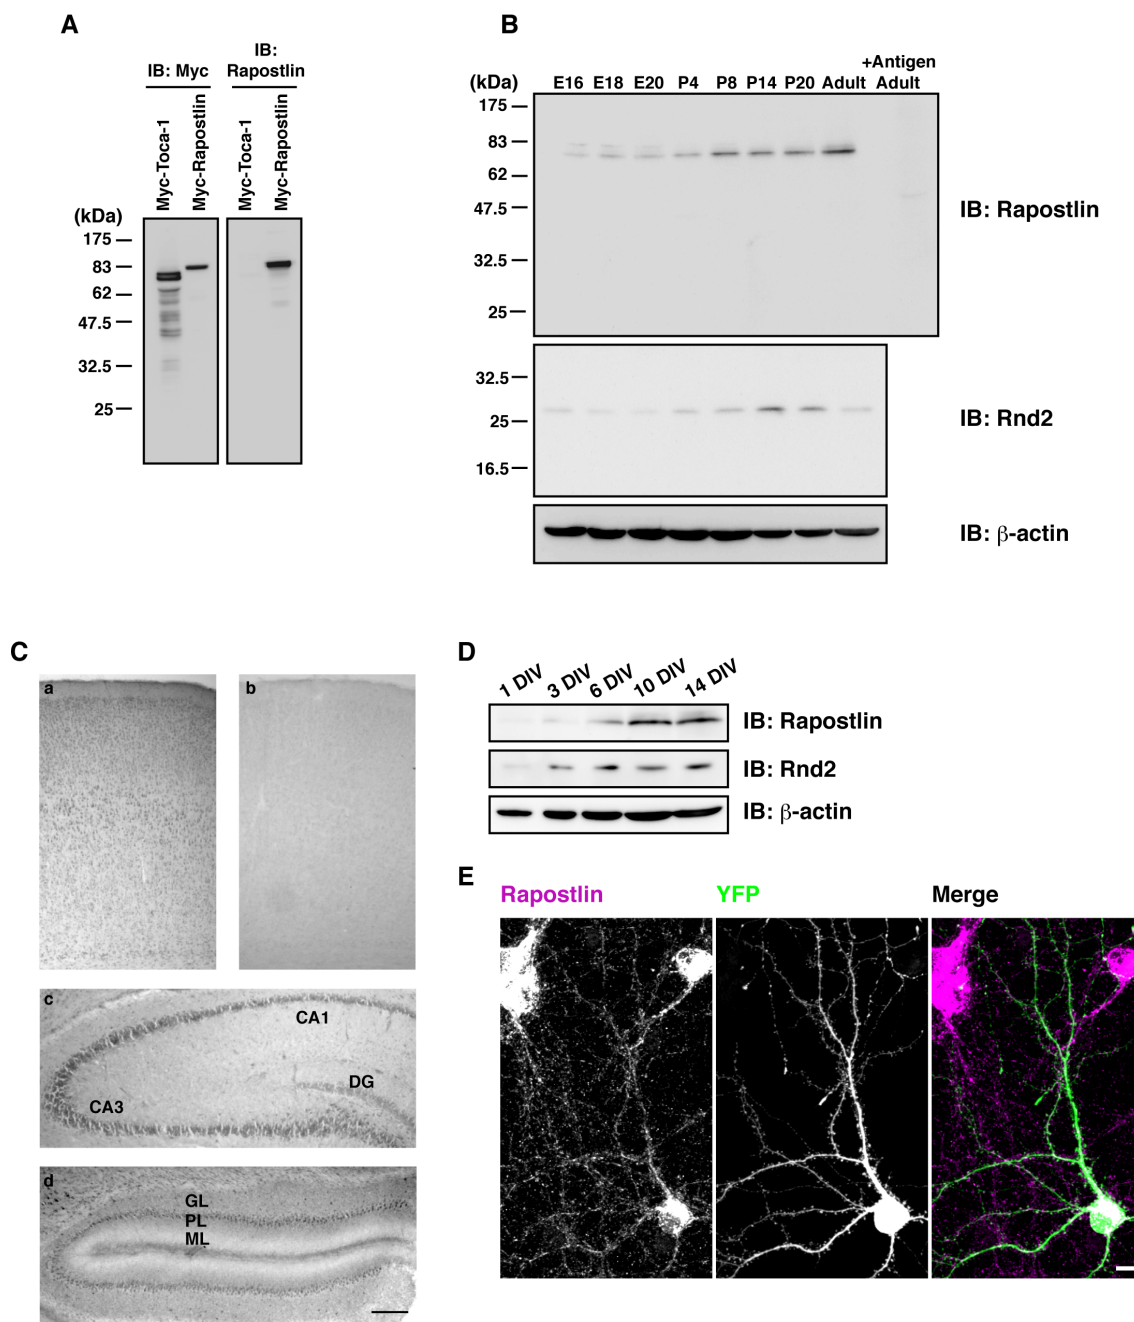 A
IB: Myc
IB:
Rapostlin
Myc-Toca-1
Myc-Rapostlin
Myc-Toca-1
Myc-Rapostlin
(kDa)
175
83
62
47.5
32.5
25
B
(kDa)
E16 E18 E20 P4 P8 P14 P20 Adult
+Antigen
Adult
175
83
62
47.5
32.5
25
IB: Rapostlin
32.5
25
16.5
IB: Rnd2
IB: β-actin
C
a
b
c
CA1
DG
CA3
d
GL
PL
ML
D
1 DIV
3 DIV
6 DIV
10 DIV
14 DIV
IB: Rapostlin
IB: Rnd2
IB: β-actin
E
Rapostlin
YFP
Merge